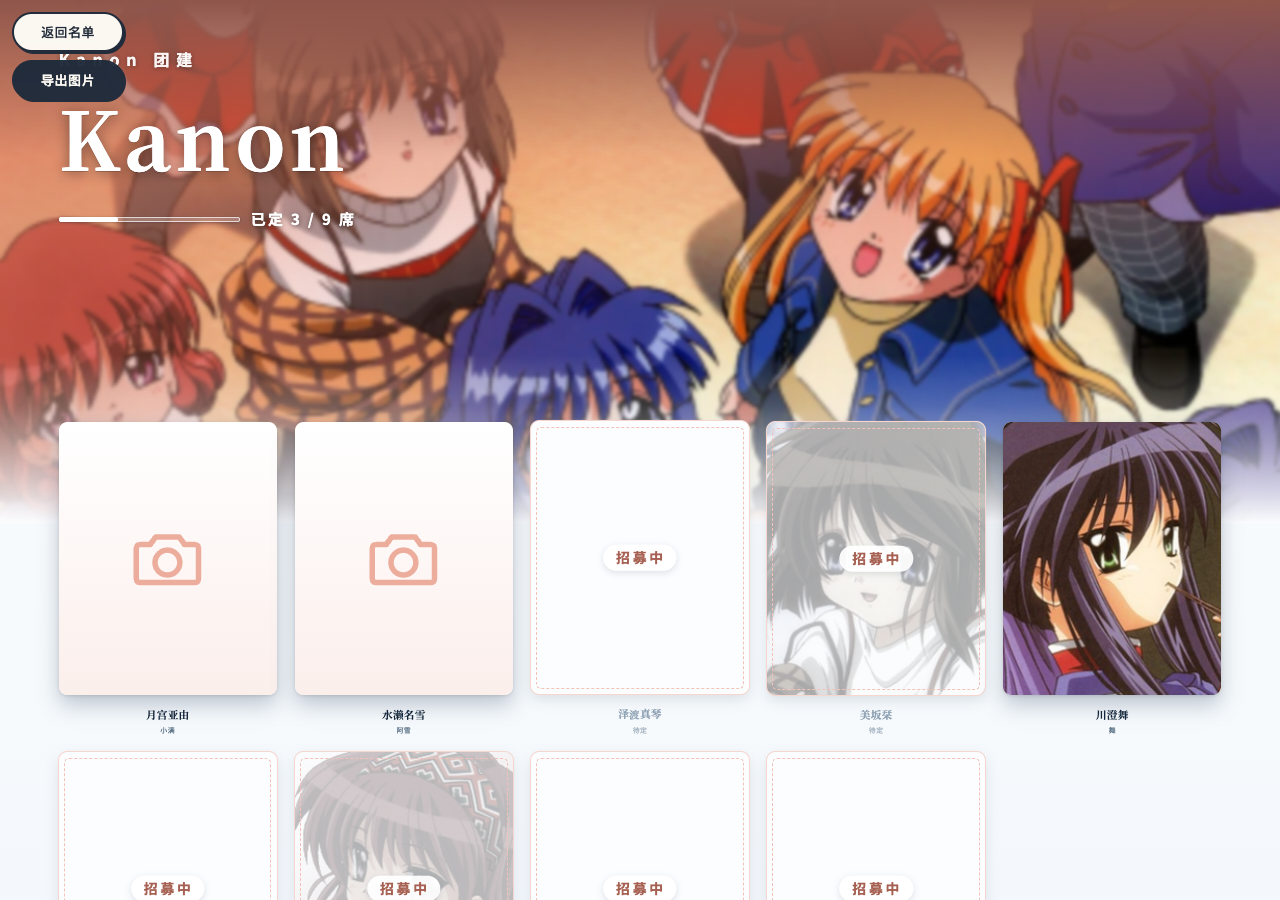 返回名单
Kanon 团建
导出图片
Kanon
已定 3 / 9 席
招募中
招募中
月宫亚由
小满
水濑名雪
阿雪
泽渡真琴
待定
美坂栞
待定
川澄舞
舞
招募中
招募中
招募中
招募中